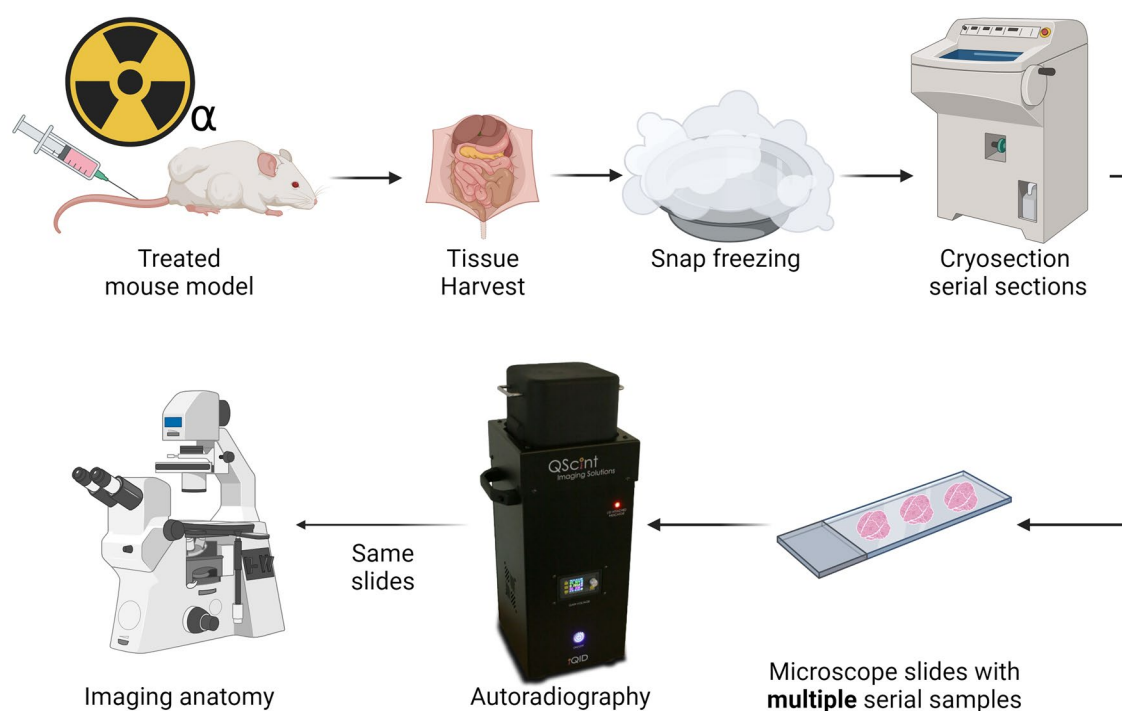 α
Treated
mouse model
Tissue
Harvest
Snap freezing
Cryosection
serial sections
Microscope slides with
multiple serial samples
QScint
Imaging Solutions
iQID
Autoradiography
Same
slides
Imaging anatomy